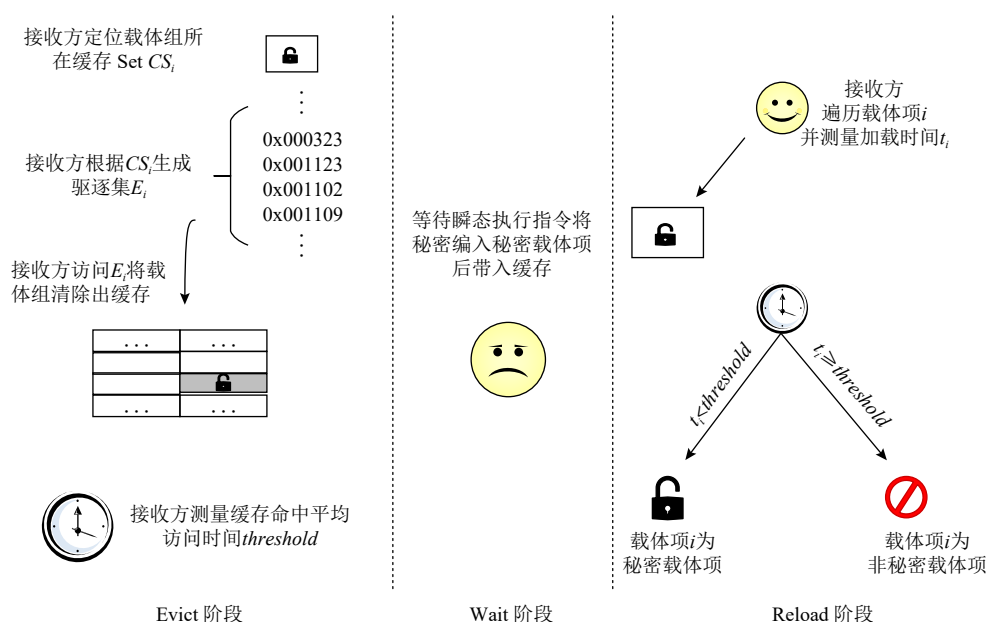 接收方定位载体组所
在缓存 Set CSᵢ
⋮
0x000323
0x001123
0x001102
0x001109
⋮
接收方根据CSᵢ生成
驱逐集Eᵢ
接收方访问Eᵢ将载
体组清除出缓存
... ...
... ...
接收方测量缓存命中平均
访问时间threshold
Evict 阶段
等待瞬态执行指令将
秘密编入秘密载体项
后带入缓存
Wait 阶段
接收方
遍历载体项i
并测量加载时间tᵢ
tᵢ<threshold
tᵢ⩾threshold
载体项i为
秘密载体项
载体项i为
非秘密载体项
Reload 阶段